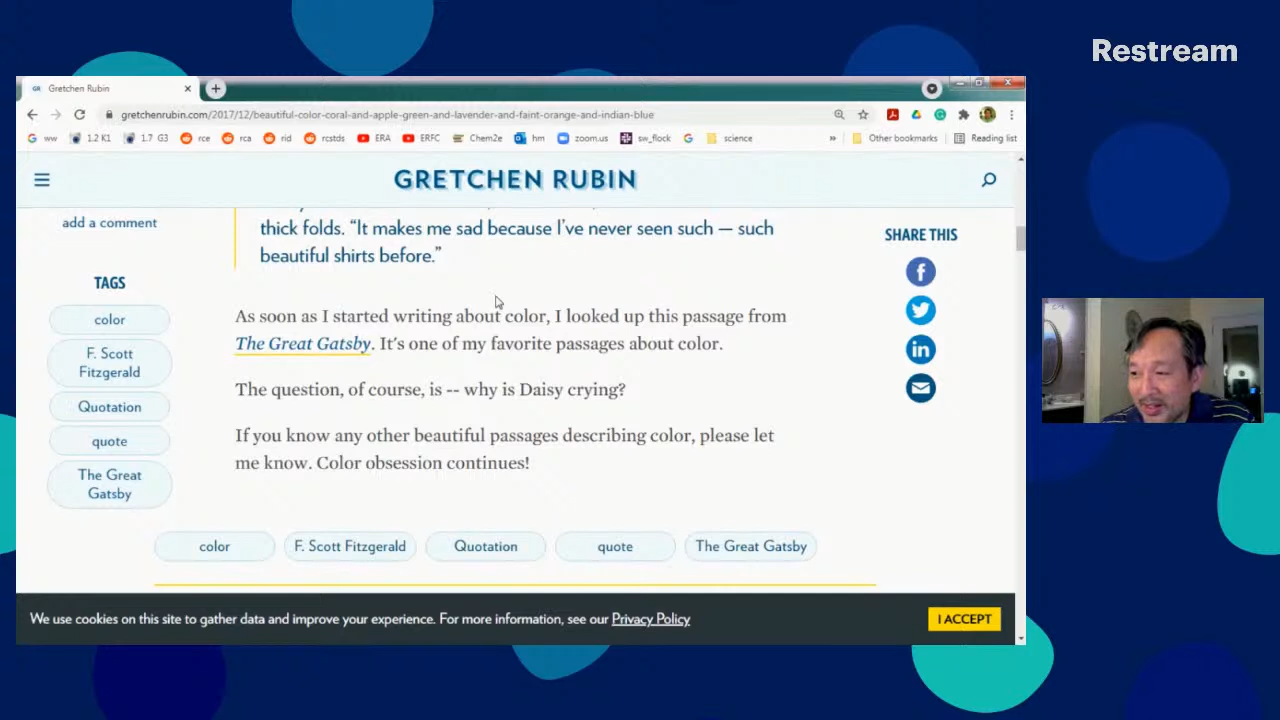 Restream
GR Gretchen Rubin
gretchenrubin.com/2017/12/beautiful-color-coral-and-apple-green-and-lavender-and-faint-orange-and-indian-blue
G ww 1.2 K1 1.7 G3 rce rca rid rcstds ERA ERFC Chem2e hm zoom.us sw_flock G science » Other bookmarks Reading list
GRETCHEN RUBIN
add a comment
TAGS
color
F. Scott
Fitzgerald
Quotation
quote
The Great
Gatsby
thick folds. “It makes me sad because I’ve never seen such — such
beautiful shirts before.”
As soon as I started writing about color, I looked up this passage from
The Great Gatsby. It's one of my favorite passages about color.
The question, of course, is -- why is Daisy crying?
If you know any other beautiful passages describing color, please let
me know. Color obsession continues!
SHARE THIS
f
in
color F. Scott Fitzgerald Quotation quote The Great Gatsby
We use cookies on this site to gather data and improve your experience. For more information, see our Privacy Policy
I ACCEPT